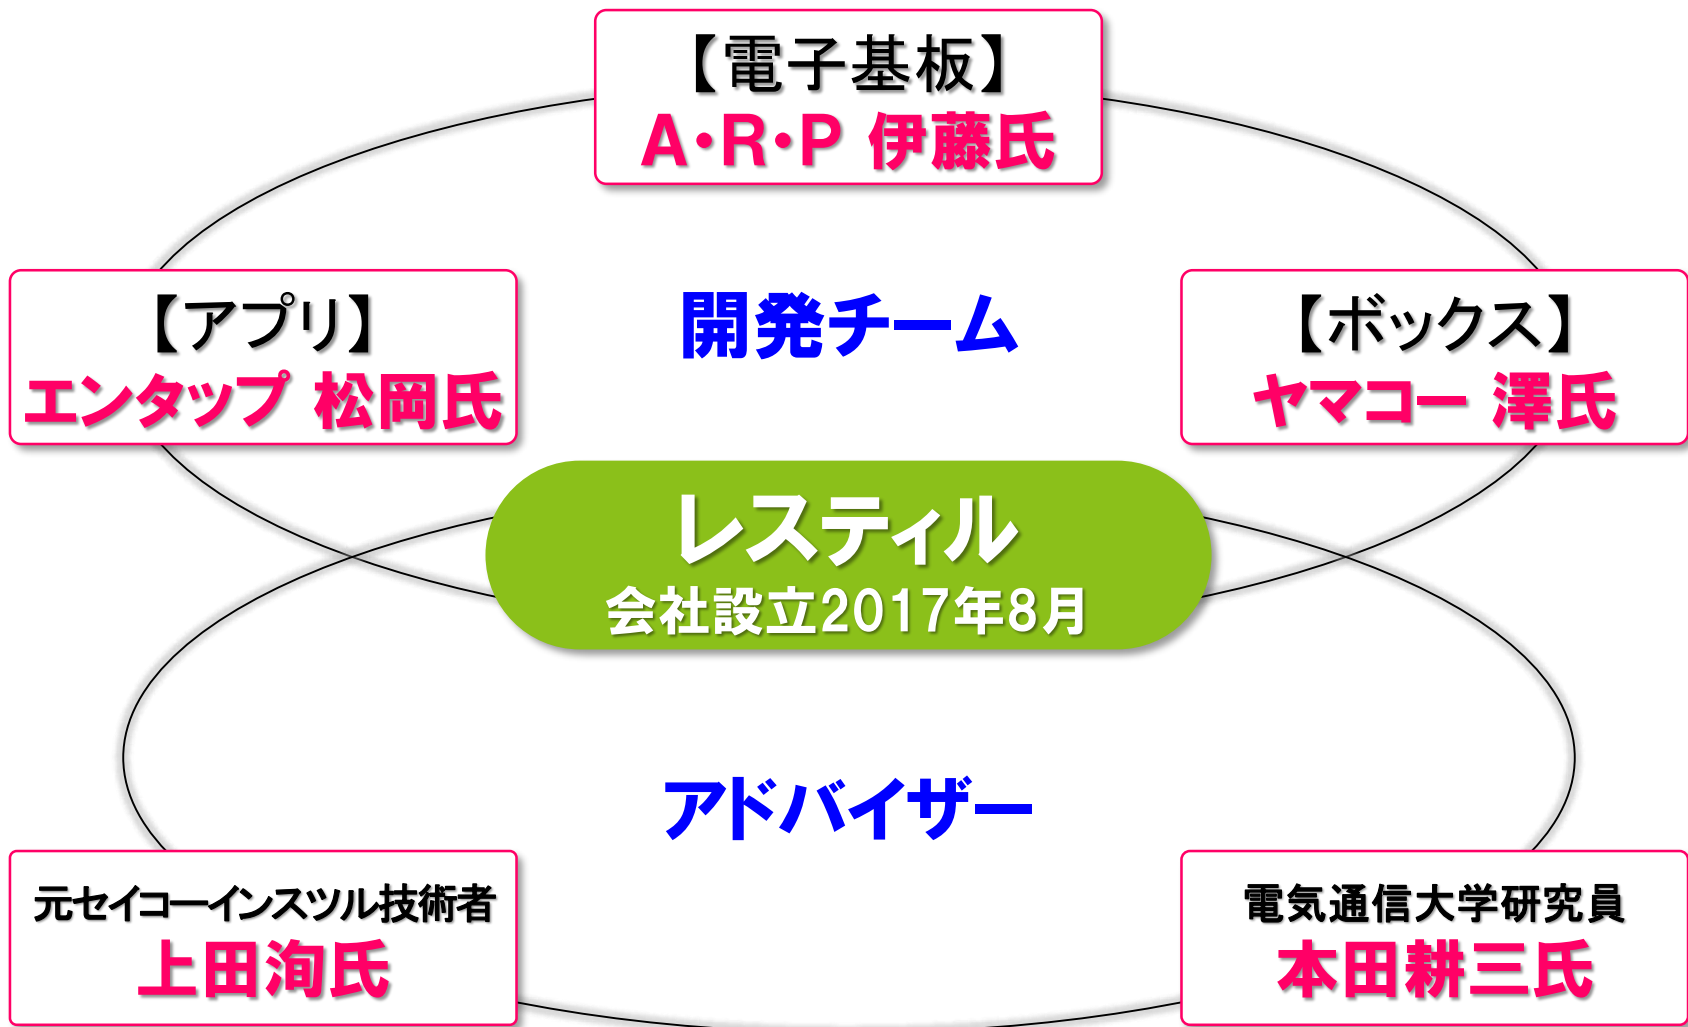 【電子基板】
A・R・P 伊藤氏
開発チーム
【アプリ】
エンタップ 松岡氏
【ボックス】
ヤマコー 澤氏
レスティル
会社設立2017年8月
アドバイザー
元セイコーインスツル技術者
上田洵氏
電気通信大学研究員
本田耕三氏